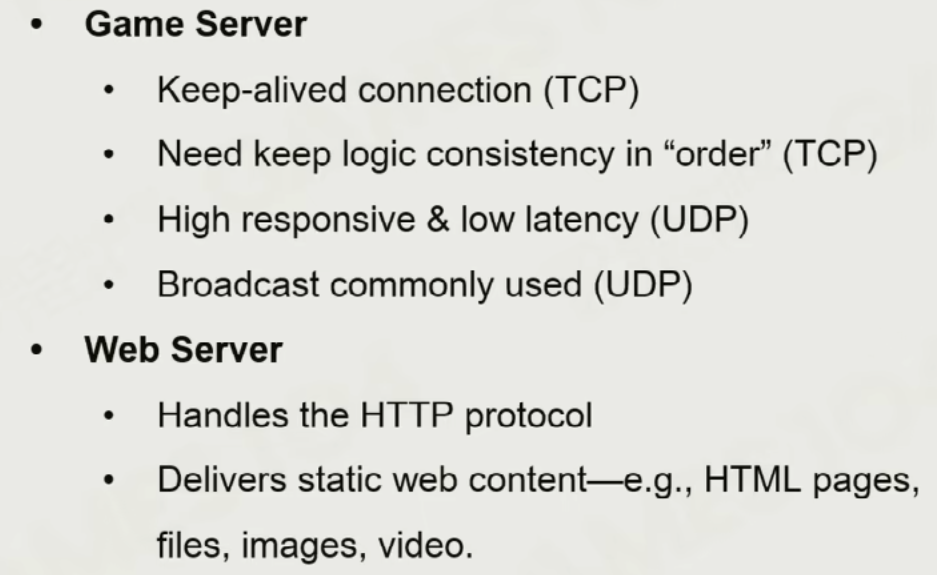 • Game Server
• Keep-alived connection (TCP)
• Need keep logic consistency in “order” (TCP)
• High responsive & low latency (UDP)
• Broadcast commonly used (UDP)
• Web Server
• Handles the HTTP protocol
• Delivers static web content—e.g., HTML pages,
files, images, video.